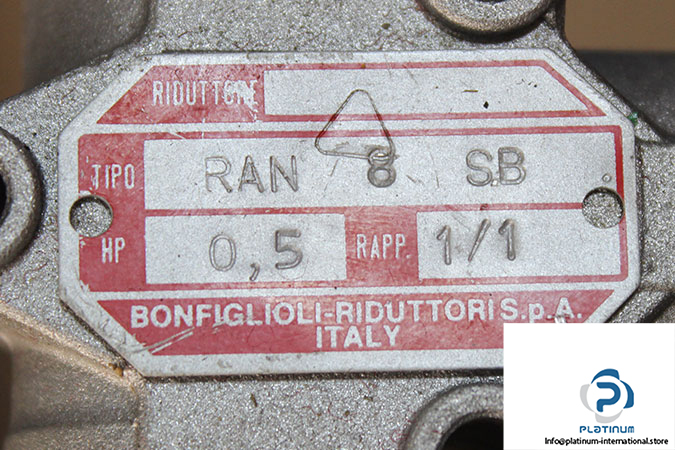 RIDUTTORE
TIPO RAN 8 SB
HP 0,5 RAPP. 1/1
BONFIGLIOLI-RIDUTTORI S.p.A.
ITALY
PLATINUM
Info@platinum-international.store